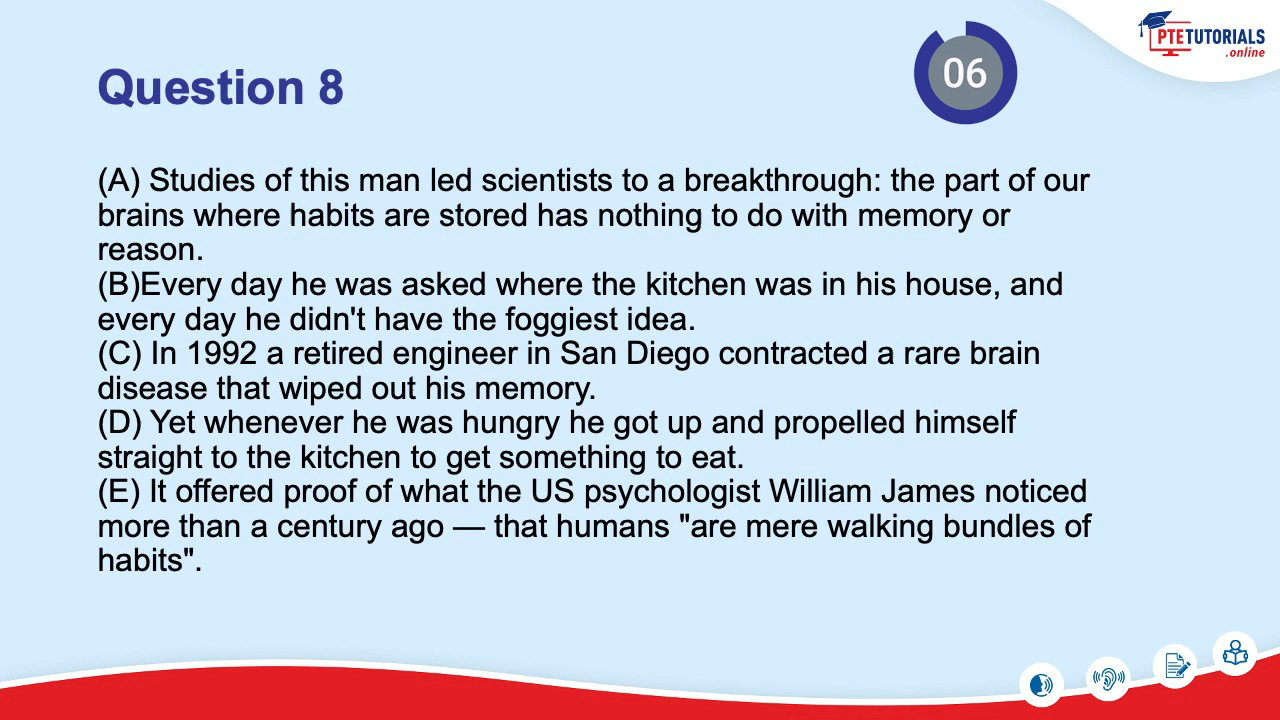 PTETUTORIALS
.online
06
Question 8
(A) Studies of this man led scientists to a breakthrough: the part of our
brains where habits are stored has nothing to do with memory or
reason.
(B)Every day he was asked where the kitchen was in his house, and
every day he didn't have the foggiest idea.
(C) In 1992 a retired engineer in San Diego contracted a rare brain
disease that wiped out his memory.
(D) Yet whenever he was hungry he got up and propelled himself
straight to the kitchen to get something to eat.
(E) It offered proof of what the US psychologist William James noticed
more than a century ago — that humans "are mere walking bundles of
habits".